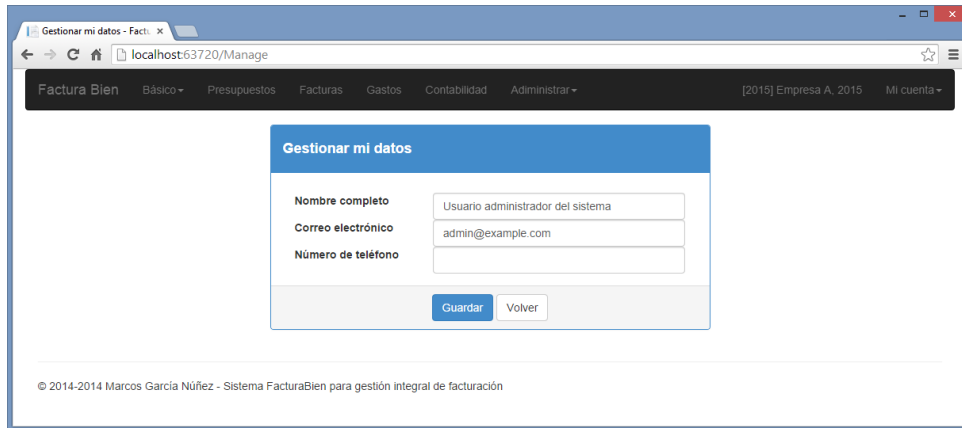 Gestionar mi datos - Factu
localhost:63720/Manage
Factura Bien Básico Presupuestos Facturas Gastos Contabilidad Administrar [2015] Empresa A, 2015 Mi cuenta
Gestionar mi datos
Nombre completo Usuario administrador del sistema
Correo electrónico admin@example.com
Número de teléfono
Guardar Volver
© 2014-2014 Marcos García Núñez - Sistema FacturaBien para gestión integral de facturación